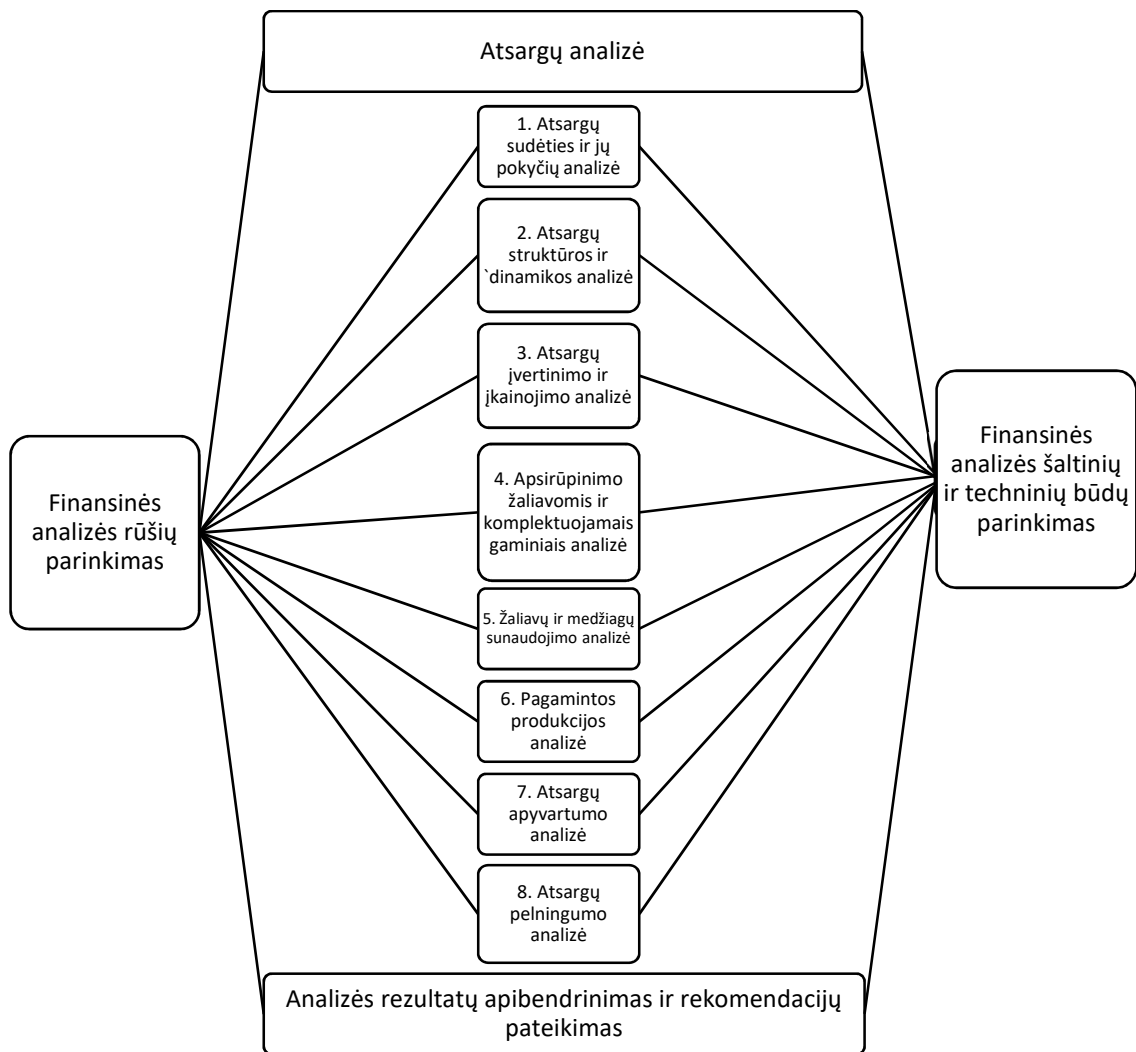 Atsargų analizė
1. Atsargų
sudėties ir jų
pokyčių analizė
2. Atsargų
struktūros ir
`dinamikos analizė
3. Atsargų
įvertinimo ir
įkainojimo analizė
4. Apsirūpinimo
žaliavomis ir
komplektuojamais
gaminiais analizė
5. Žaliavų ir medžiagų
sunaudojimo analizė
6. Pagamintos
produkcijos
analizė
7. Atsargų
apyvartumo
analizė
8. Atsargų
pelningumo
analizė
Finansinės
analizės rūšių
parinkimas
Finansinės
analizės šaltinių
ir techninių būdų
parinkimas
Analizės rezultatų apibendrinimas ir rekomendacijų
pateikimas